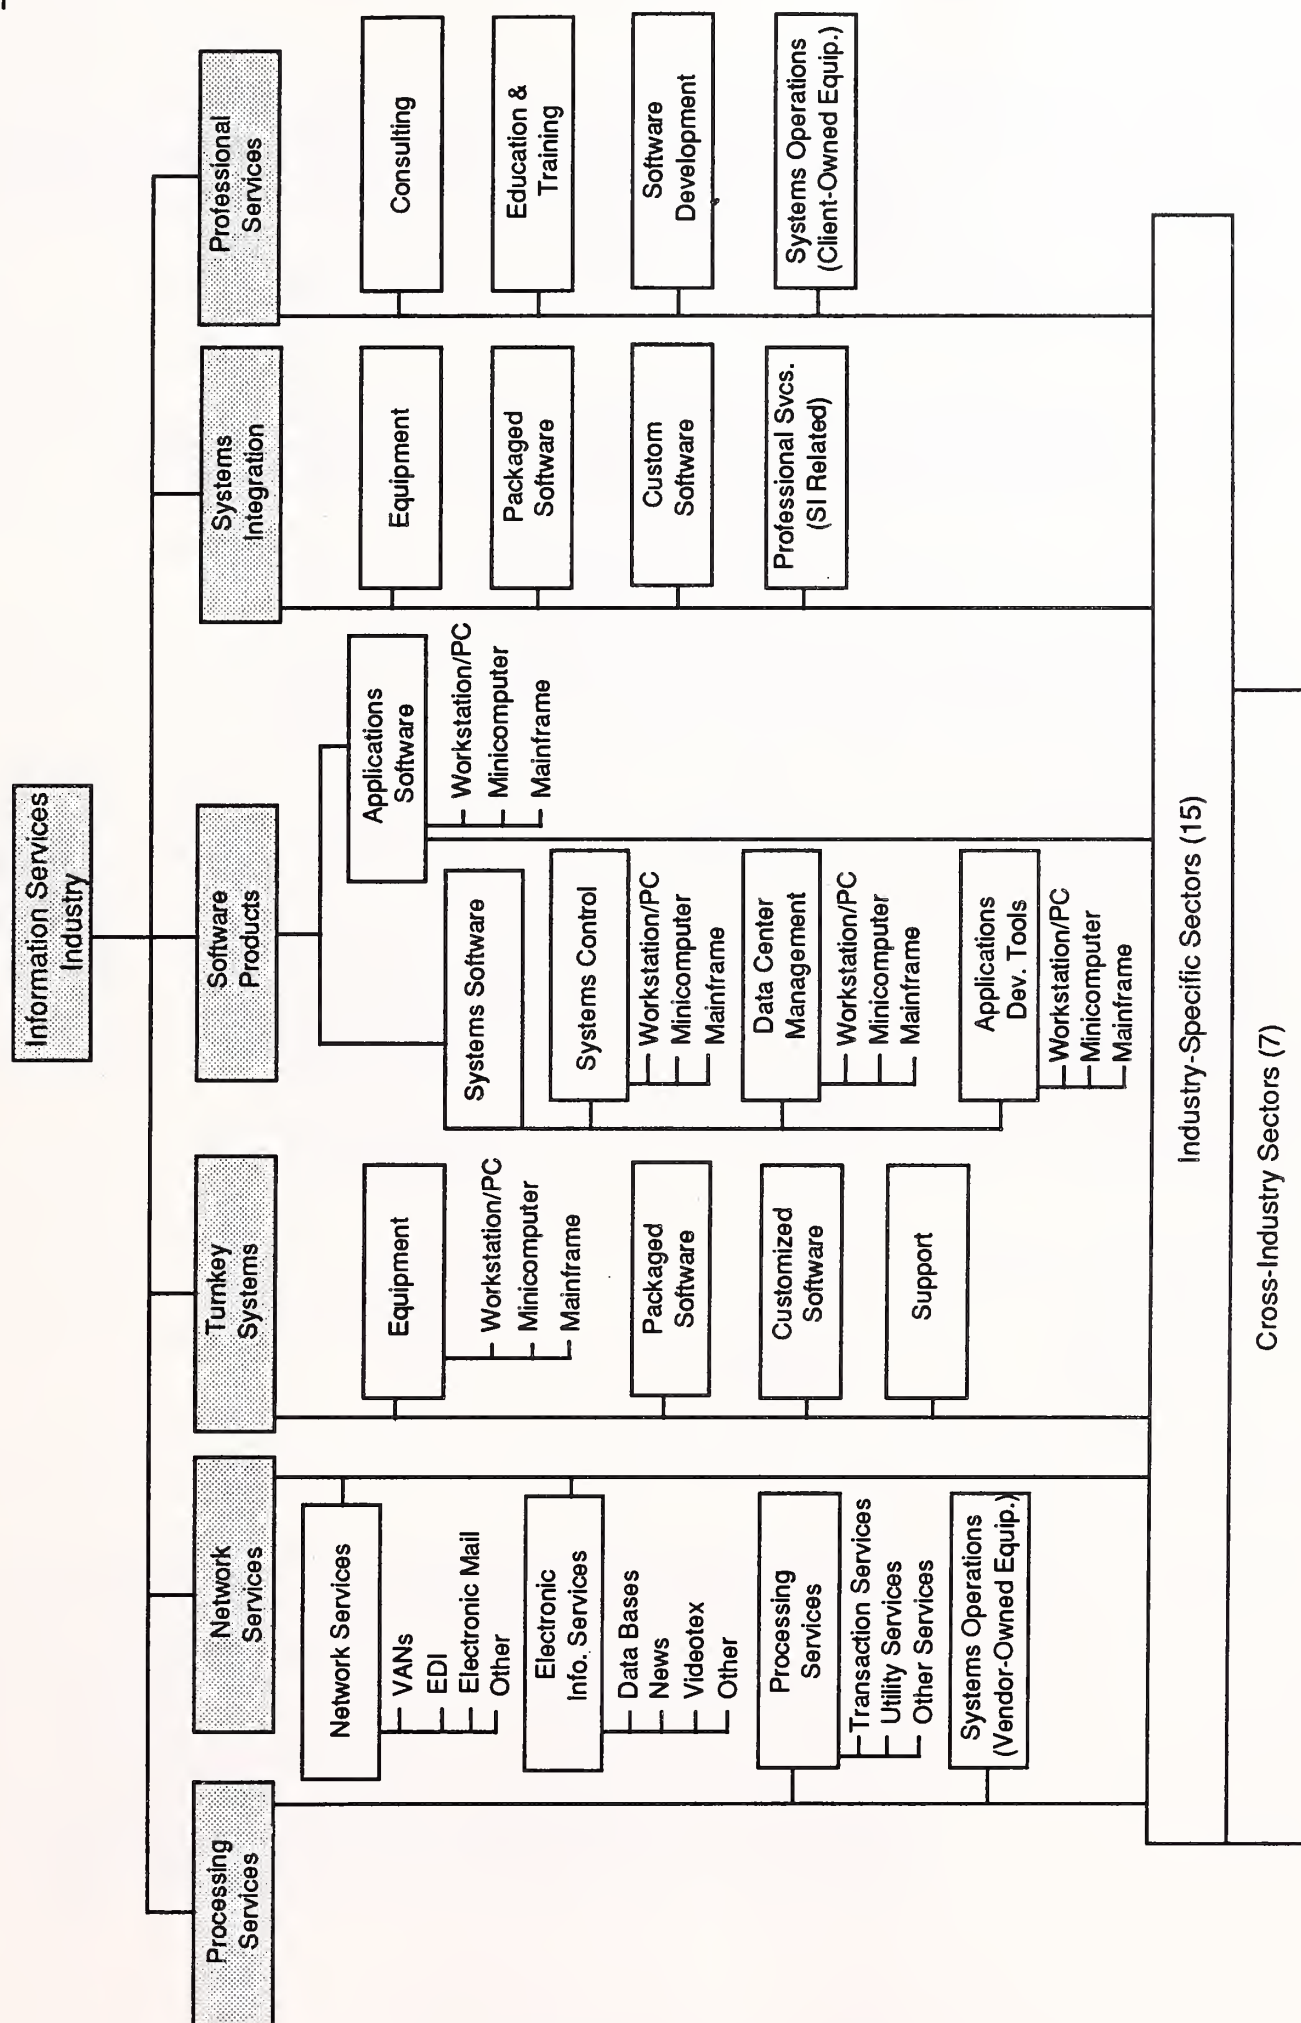 Information Services
Industry
Processing
Services
Network
Services
Turnkey
Systems
Software
Products
Systems
Integration
Professional
Services
Processing
Services
Transaction Services
Utility Services
Other Services
Systems Operations
(Vendor-Owned Equip.)
Network Services
VANs
EDI
Electronic Mail
Other
Electronic
Info. Services
Data Bases
News
Videotex
Other
Equipment
Workstation/PC
Minicomputer
Mainframe
Packaged
Software
Customized
Software
Support
Systems Software
Systems Control
Workstation/PC
Minicomputer
Mainframe
Data Center
Management
Workstation/PC
Minicomputer
Mainframe
Applications
Dev. Tools
Workstation/PC
Minicomputer
Mainframe
Applications
Software
Workstation/PC
Minicomputer
Mainframe
Equipment
Packaged
Software
Custom
Software
Professional Svcs.
(SI Related)
Consulting
Education &
Training
Software
Development
Systems Operations
(Client-Owned Equip.)
Industry-Specific Sectors (15)
Cross-Industry Sectors (7)